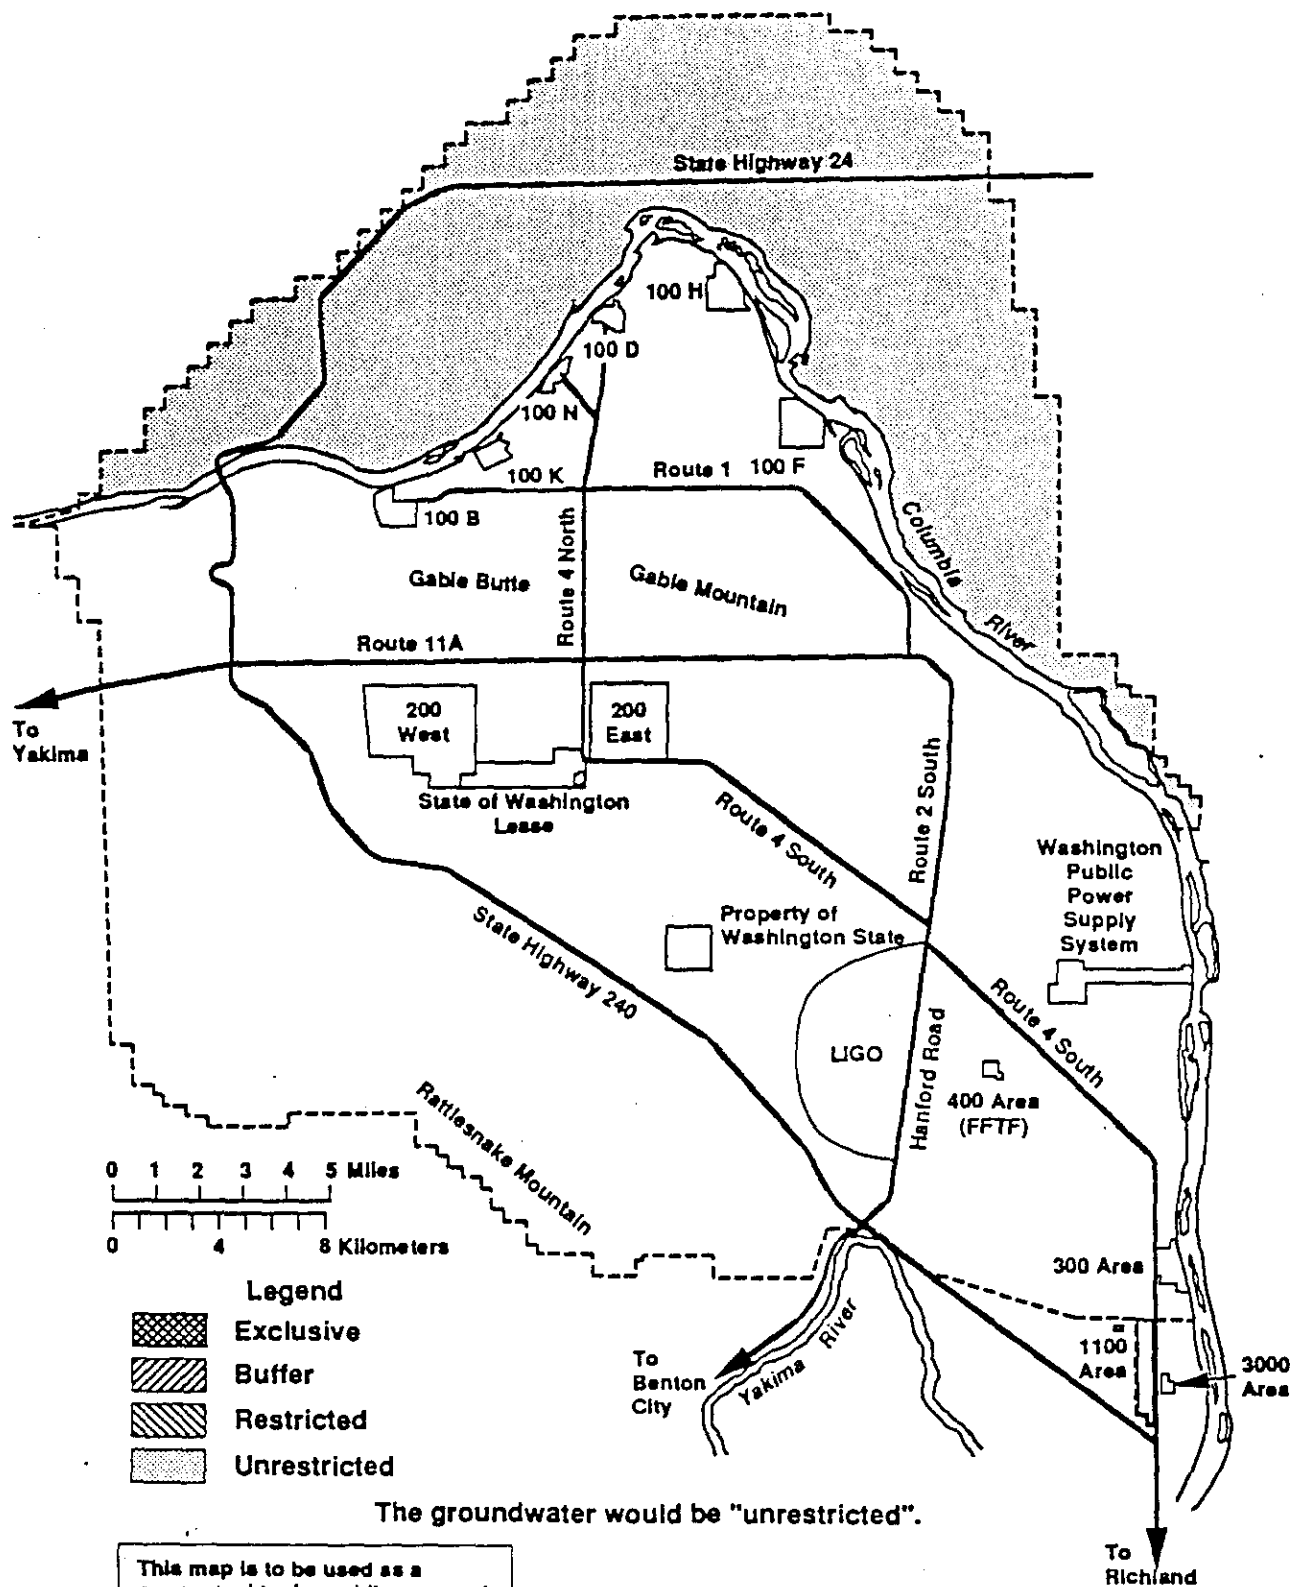 State Highway 24
100 H
100 D
100 N
100 K
Route 1
100 F
100 B
Columbia
River
Route 4 North
Gable Butte
Gable Mountain
Route 11A
To
Yakima
200
West
200
East
State of Washington
Lease
Route 4 South
Route 2 South
Washington
Public
Power
Supply
System
Property of
Washington State
State Highway 240
Route 4 South
LIGO
Hanford Road
400 Area
(FFTF)
Rattlesnake Mountain
0 1 2 3 4 5 Miles
0 4 8 Kilometers
300 Area
Legend
Exclusive
Buffer
Restricted
Unrestricted
To
Benton
City
Yakima
River
1100
Area
3000
Area
The groundwater would be "unrestricted".
This map is to be used as a
To
Richland